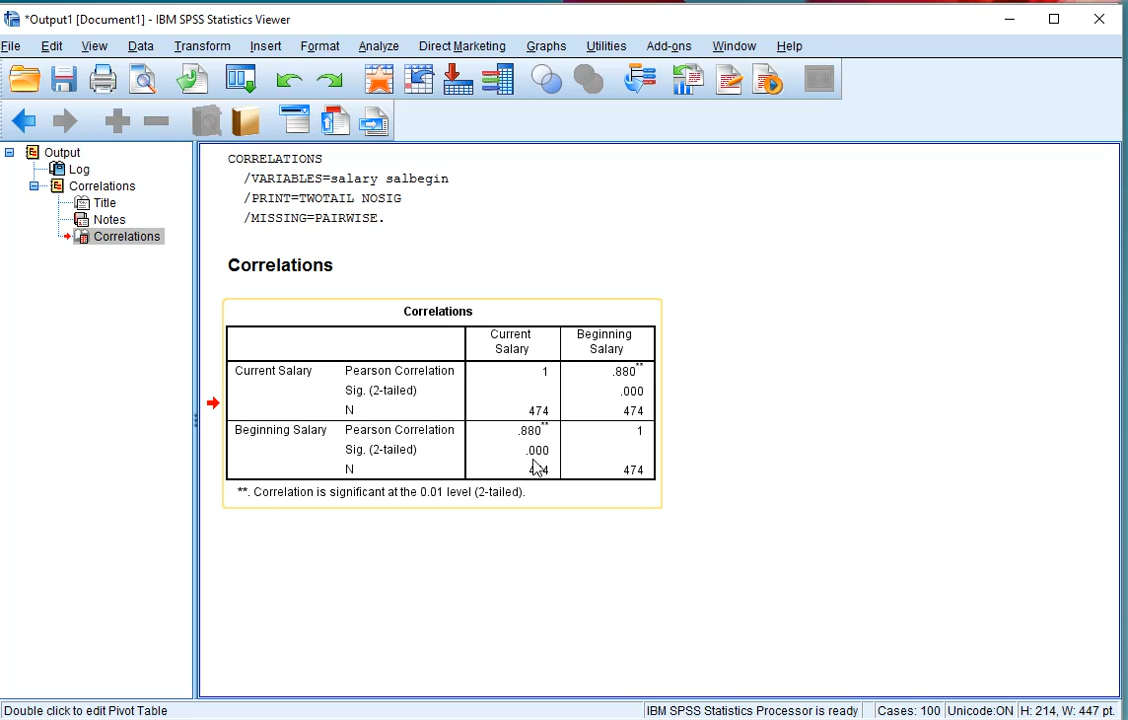 *Output1 [Document1] - IBM SPSS Statistics Viewer
File Edit View Data Transform Insert Format Analyze Direct Marketing Graphs Utilities Add-ons Window Help
Output
Log
Correlations
Title
Notes
Correlations
CORRELATIONS
/VARIABLES=salary salbegin
/PRINT=TWOTAIL NOSIG
/MISSING=PAIRWISE.
Correlations
Correlations
Current Salary Beginning Salary
Current Salary Pearson Correlation 1 .880**
Sig. (2-tailed) .000
N 474 474
Beginning Salary Pearson Correlation .880** 1
Sig. (2-tailed) .000
N 474 474
**. Correlation is significant at the 0.01 level (2-tailed).
Double click to edit Pivot Table IBM SPSS Statistics Processor is ready Cases: 100 Unicode:ON H: 214, W: 447 pt.